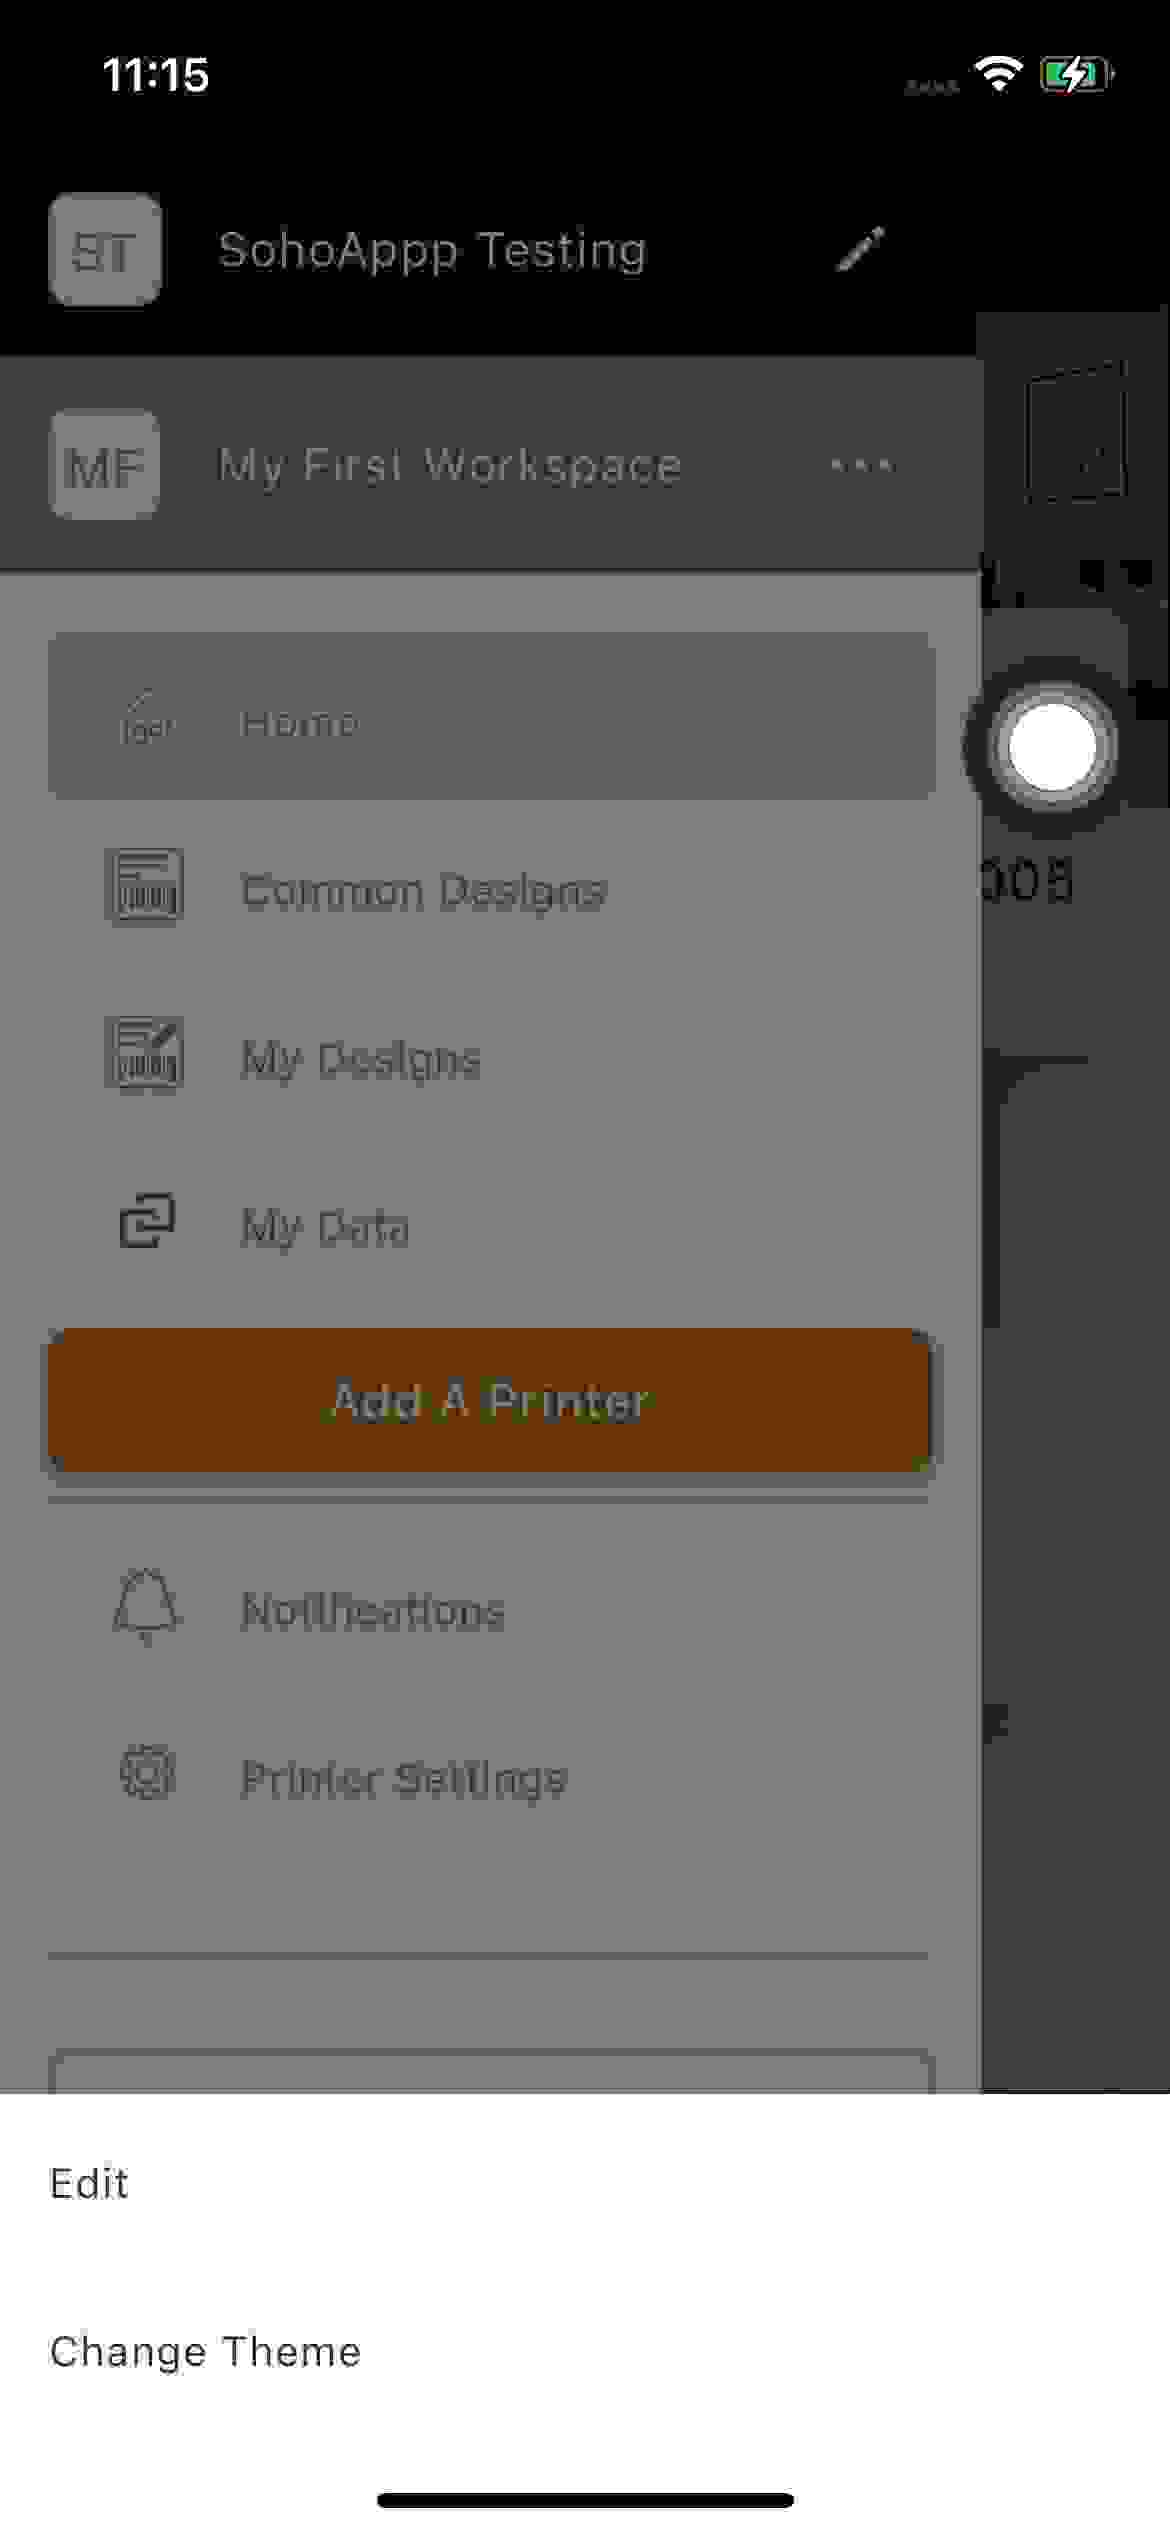 11:15
ST
SohoAppp Testing
MF
My First Workspace
Home
Common Designs
My Designs
My Data
Add A Printer
Notifications
Printer Settings
Edit
Change Theme